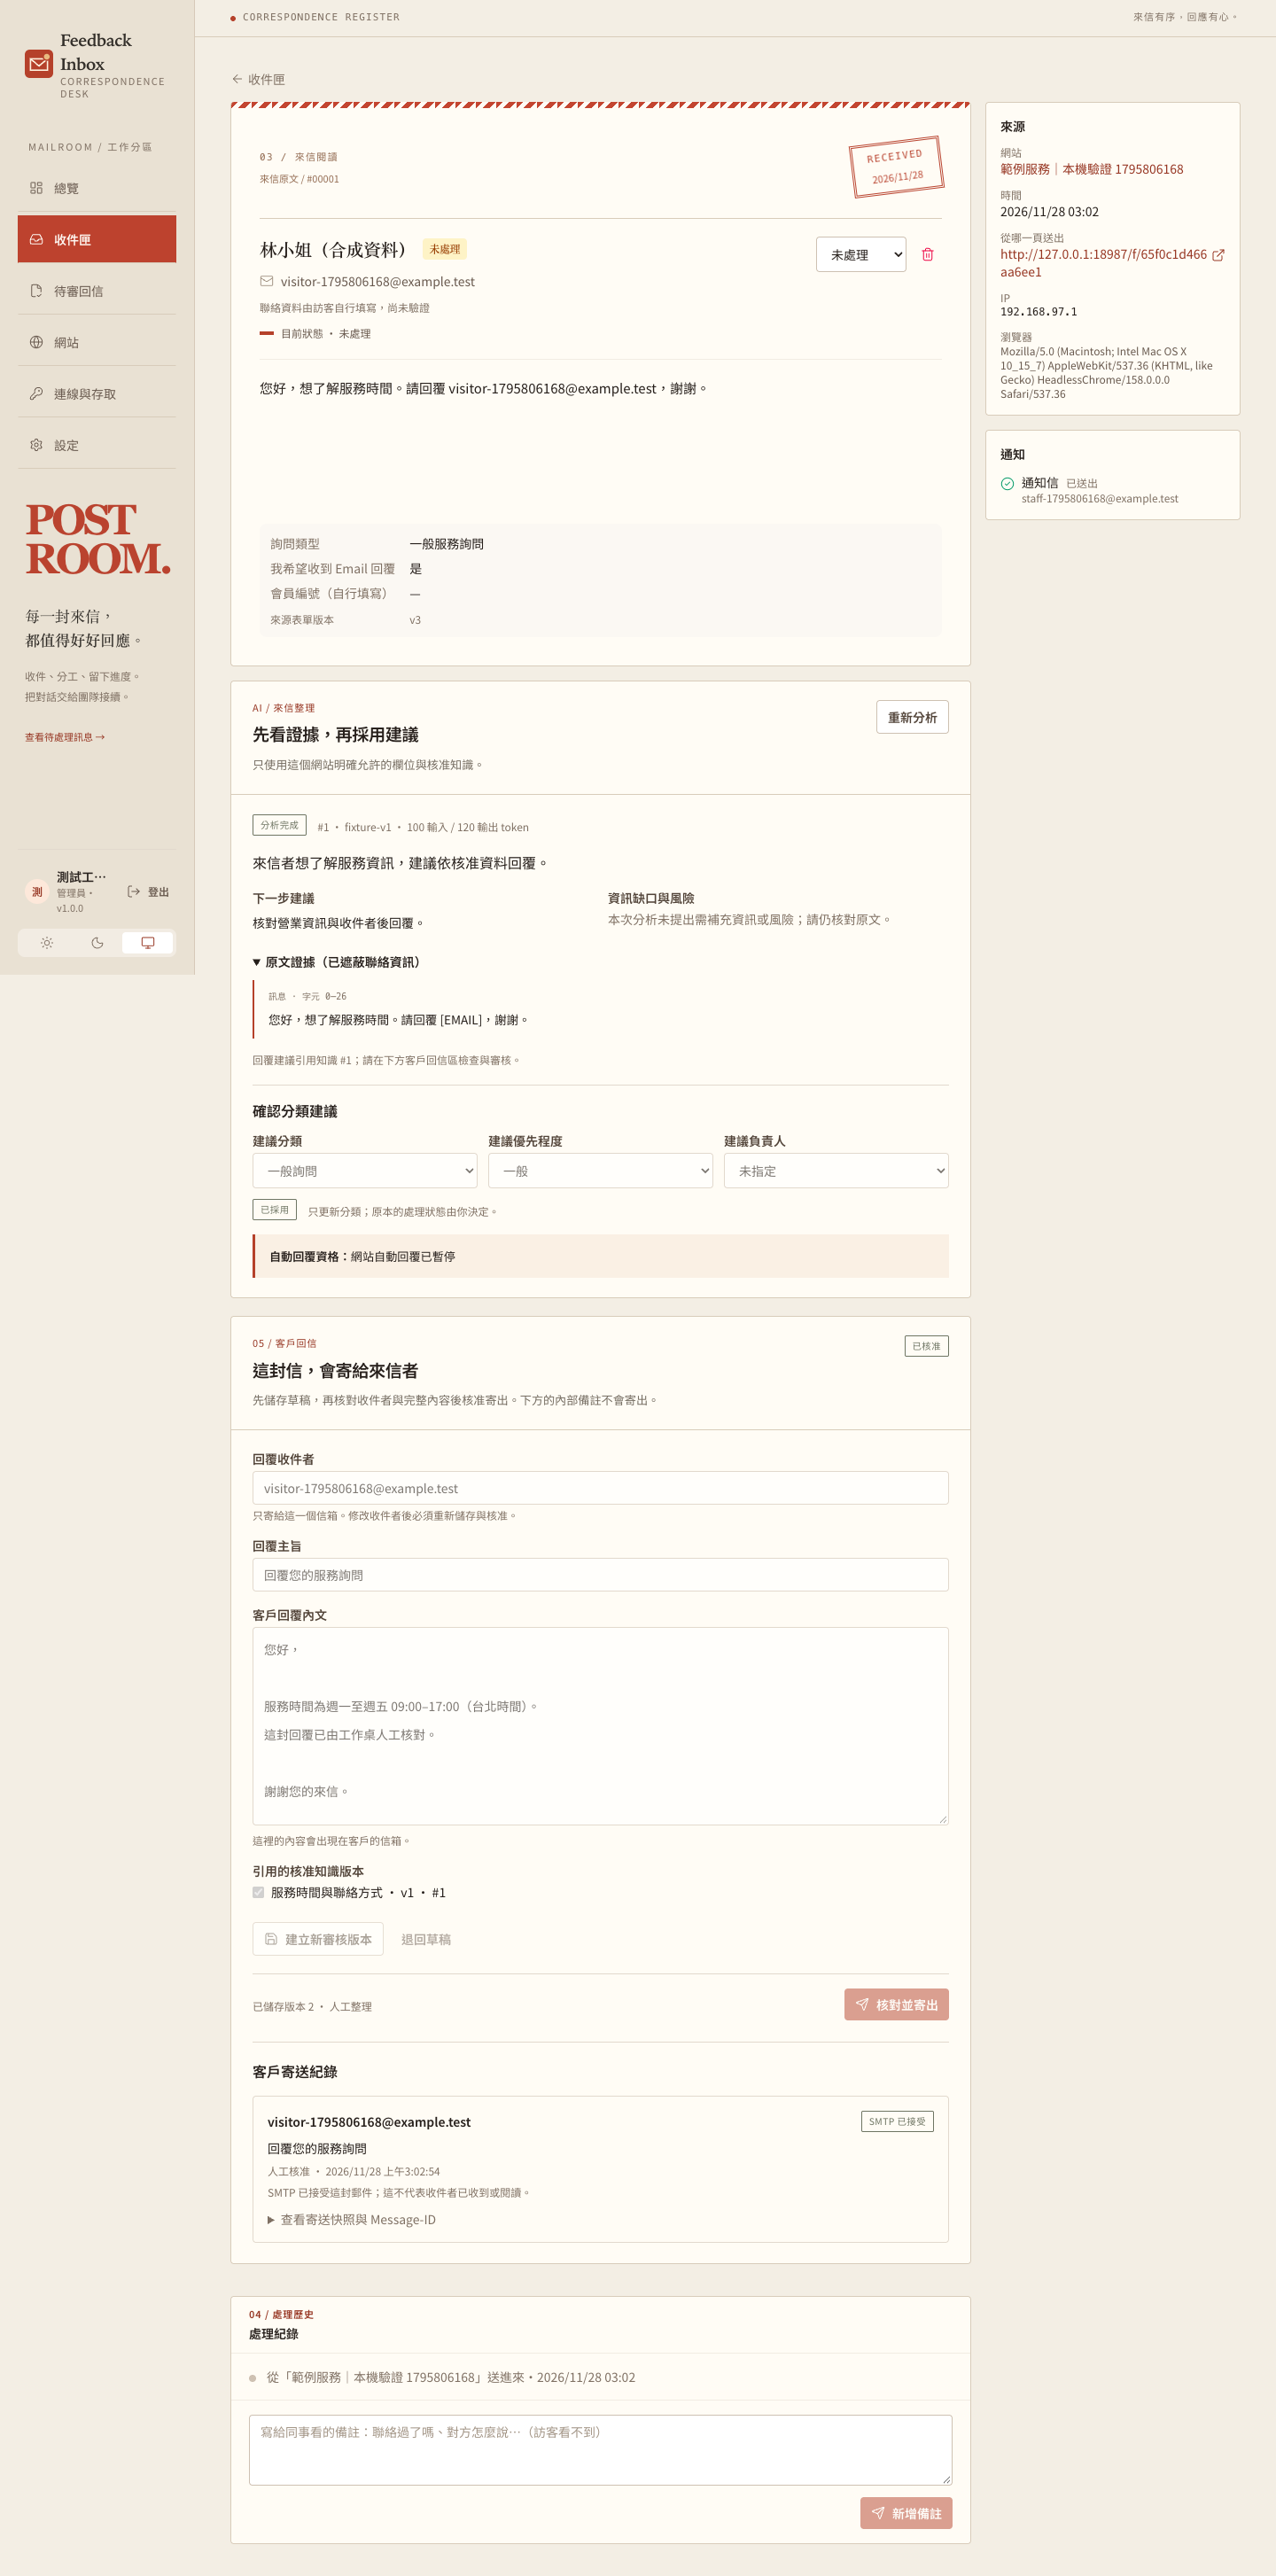 Feedback
Inbox
CORRESPONDENCE
DESK
MAILROOM / 工作分區
總覽
收件匣
待審回信
網站
連線與存取
設定
POST
ROOM.
每一封來信，
都值得好好回應。
收件、分工、留下進度。
把對話交給團隊接續。
查看待處理訊息 →
測
測試工…
管理員・
v1.0.0
登出
CORRESPONDENCE REGISTER
來信有序，回應有心。
← 收件匣
03 / 來信閱讀
來信原文 / #00001
RECEIVED
2026/11/28
林小姐（合成資料）
未處理
未處理
visitor-1795806168@example.test
聯絡資料由訪客自行填寫，尚未驗證
目前狀態 · 未處理
您好，想了解服務時間。請回覆 visitor-1795806168@example.test，謝謝。
詢問類型 一般服務詢問
我希望收到 Email 回覆 是
會員編號（自行填寫） —
來源表單版本 v3
AI / 來信整理
先看證據，再採用建議
只使用這個網站明確允許的欄位與核准知識。
重新分析
分析完成
#1 · fixture-v1 · 100 輸入 / 120 輸出 token
來信者想了解服務資訊，建議依核准資料回覆。
下一步建議
核對營業資訊與收件者後回覆。
資訊缺口與風險
本次分析未提出需補充資訊或風險；請仍核對原文。
▼ 原文證據（已遮蔽聯絡資訊）
訊息 · 字元 0–26
您好，想了解服務時間。請回覆 [EMAIL]，謝謝。
回覆建議引用知識 #1；請在下方客戶回信區檢查與審核。
確認分類建議
建議分類
一般詢問
建議優先程度
一般
建議負責人
未指定
已採用
只更新分類；原本的處理狀態由你決定。
自動回覆資格：網站自動回覆已暫停
05 / 客戶回信
這封信，會寄給來信者
先儲存草稿，再核對收件者與完整內容後核准寄出。下方的內部備註不會寄出。
已核准
回覆收件者
visitor-1795806168@example.test
只寄給這一個信箱。修改收件者後必須重新儲存與核准。
回覆主旨
回覆您的服務詢問
客戶回覆內文
您好，
服務時間為週一至週五 09:00–17:00（台北時間）。
這封回覆已由工作桌人工核對。
謝謝您的來信。
這裡的內容會出現在客戶的信箱。
引用的核准知識版本
服務時間與聯絡方式 · v1 · #1
建立新審核版本
退回草稿
已儲存版本 2 · 人工整理
核對並寄出
客戶寄送紀錄
visitor-1795806168@example.test
SMTP 已接受
回覆您的服務詢問
人工核准 · 2026/11/28 上午3:02:54
SMTP 已接受這封郵件；這不代表收件者已收到或閱讀。
▶ 查看寄送快照與 Message-ID
04 / 處理歷史
處理紀錄
從「範例服務｜本機驗證 1795806168」送進來・2026/11/28 03:02
寫給同事看的備註：聯絡過了嗎、對方怎麼說…（訪客看不到）
新增備註
來源
網站
範例服務｜本機驗證 1795806168
時間
2026/11/28 03:02
從哪一頁送出
http://127.0.0.1:18987/f/65f0c1d466
aa6ee1
IP
192.168.97.1
瀏覽器
Mozilla/5.0 (Macintosh; Intel Mac OS X
10_15_7) AppleWebKit/537.36 (KHTML, like
Gecko) HeadlessChrome/158.0.0.0
Safari/537.36
通知
通知信 已送出
staff-1795806168@example.test